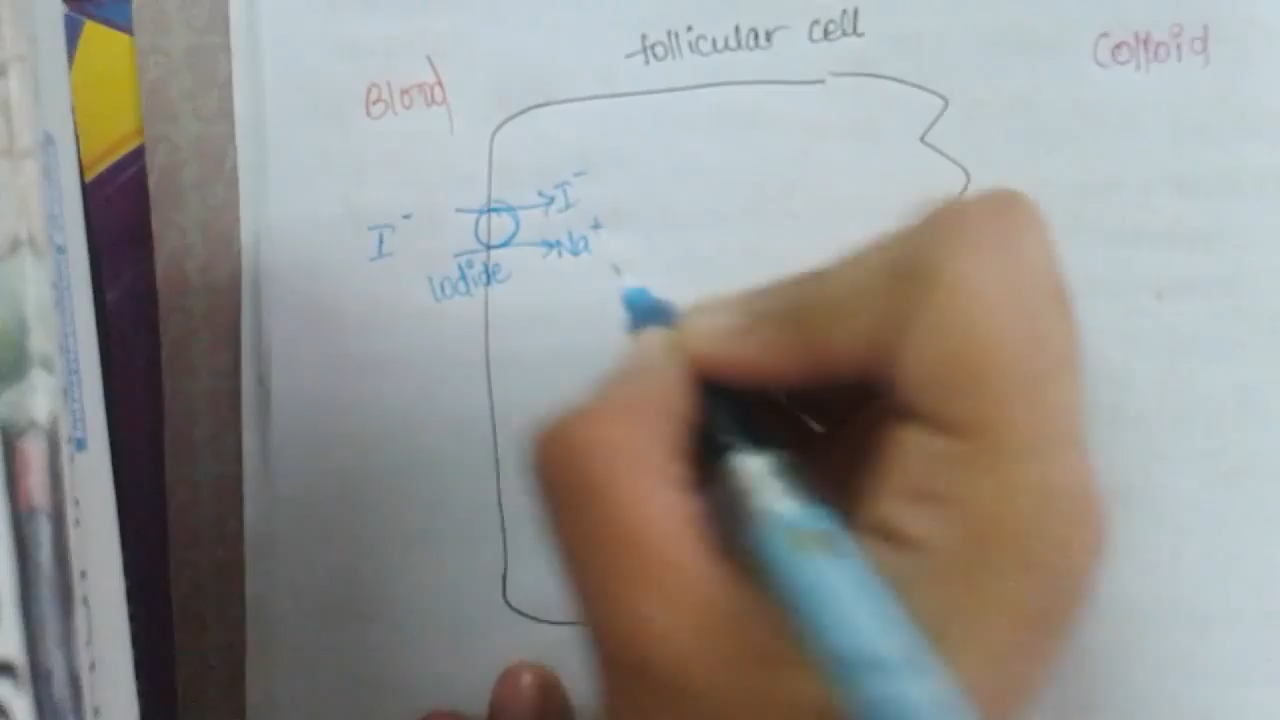 follicular cell
Colloid
Blood
I⁻
I⁻
Na⁺
iodide